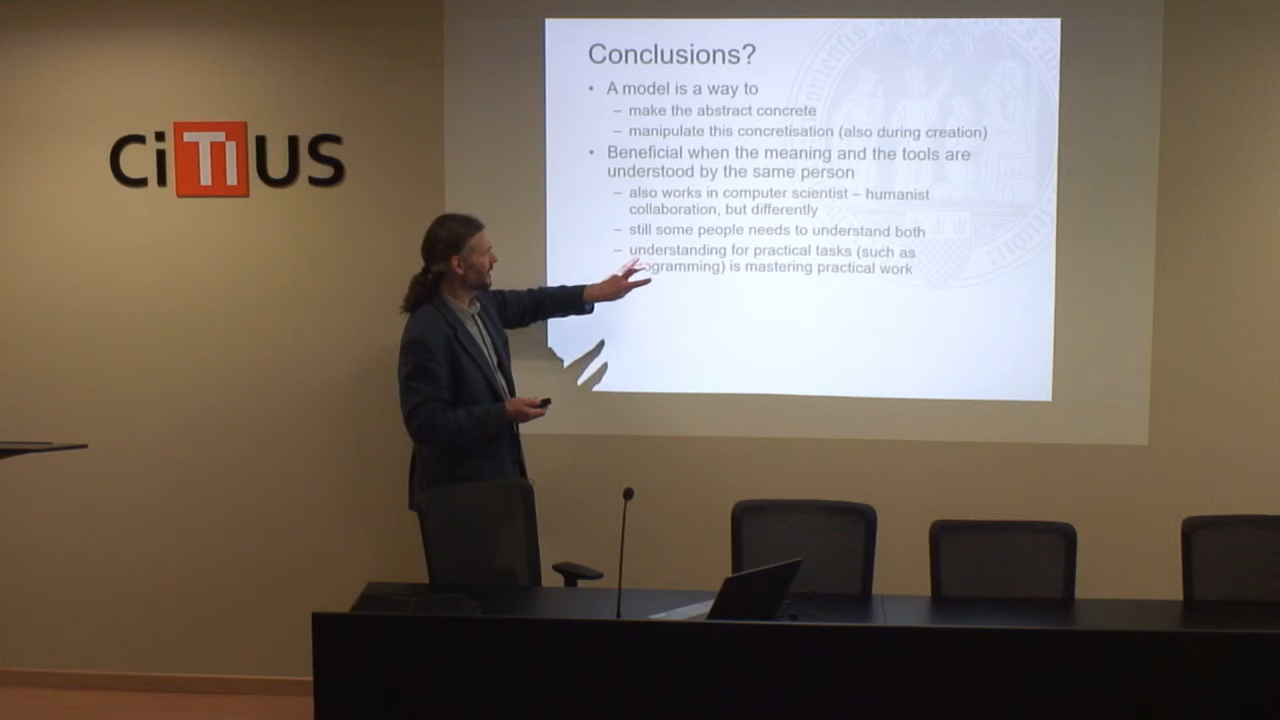 CiTIUS
Conclusions?
• A model is a way to
– make the abstract concrete
– manipulate this concretisation (also during creation)
• Beneficial when the meaning and the tools are
understood by the same person
– also works in computer scientist – humanist
collaboration, but differently
– still some people needs to understand both
– understanding for practical tasks (such as
ogramming) is mastering practical work